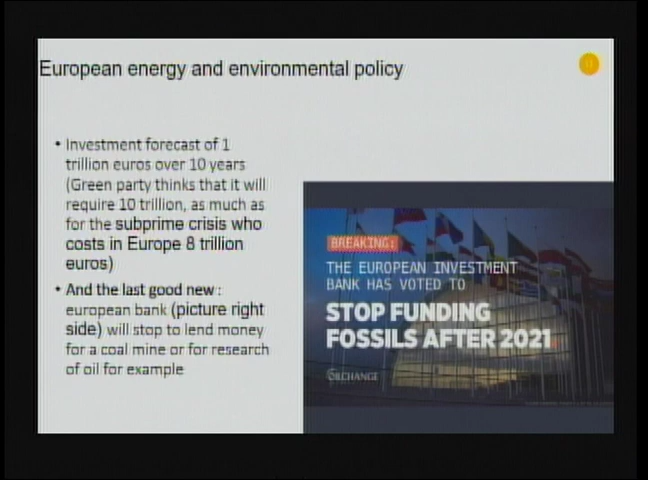 European energy and environmental policy
• Investment forecast of 1
trillion euros over 10 years
(Green party thinks that it will
require 10 trillion, as much as
for the subprime crisis who
costs in Europe 8 trillion
euros)
• And the last good new :
european bank (picture right
side) will stop to lend money
for a coal mine or for research
of oil for example
BREAKING:
THE EUROPEAN INVESTMENT
BANK HAS VOTED TO
STOP FUNDING
FOSSILS AFTER 2021.